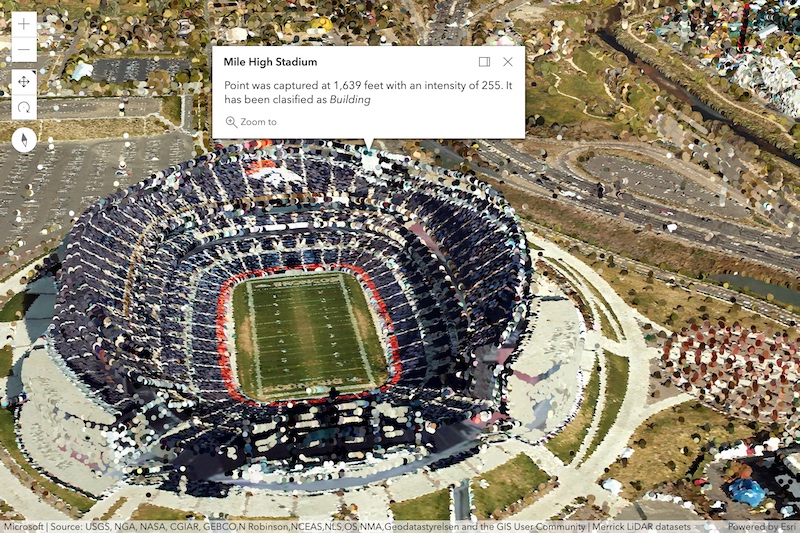 Mile High Stadium
Point was captured at 1,639 feet with an intensity of 255. It
has been clasified as Building
Zoom to
Microsoft | Source: USGS, NGA, NASA, CGIAR, GEBCO,N Robinson,NCEAS,NLS,OS,NMA,Geodatastyrelsen and the GIS User Community | Merrick LiDAR datasets
Powered by Esri